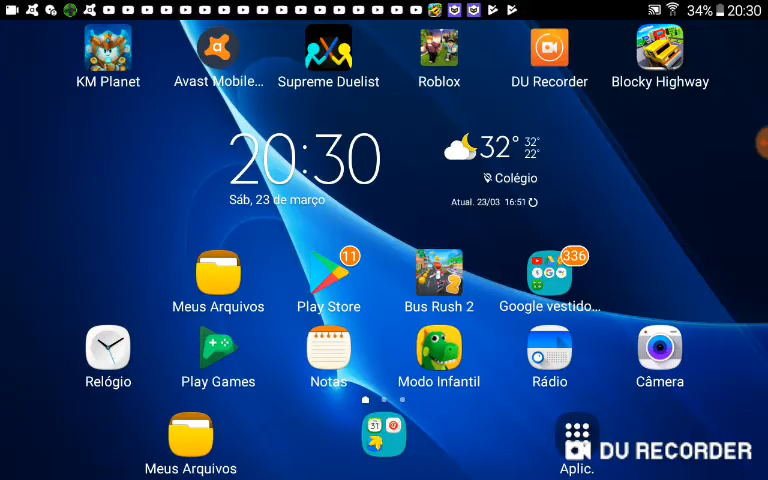 34% 20:30
KM Planet
Avast Mobile...
Supreme Duelist
Roblox
DU Recorder
Blocky Highway
20:30
Sáb, 23 de março
32° 32°
22°
Colégio
Atual. 23/03 16:51
11
336
Meus Arquivos
Play Store
Bus Rush 2
Google vestido...
Relógio
Play Games
Notas
Modo Infantil
Rádio
Câmera
31
Meus Arquivos
Aplic.
DU RECORDER